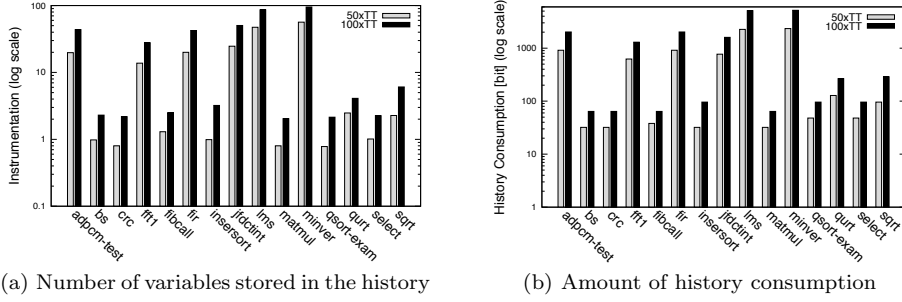 Instrumentation (log scale)
100
10
1
0.1
50xTT
100xTT
adpcm-test
bs
crc
fft1
fibcall
fir
insersort
jfdctint
lms
matmul
minver
qsort-exam
qurt
select
sqrt
(a) Number of variables stored in the history
History Consumption [bit] (log scale)
1000
100
10
1
50xTT
100xTT
adpcm-test
bs
crc
fft1
fibcall
fir
insersort
jfdctint
lms
matmul
minver
qsort-exam
qurt
select
sqrt
(b) Amount of history consumption